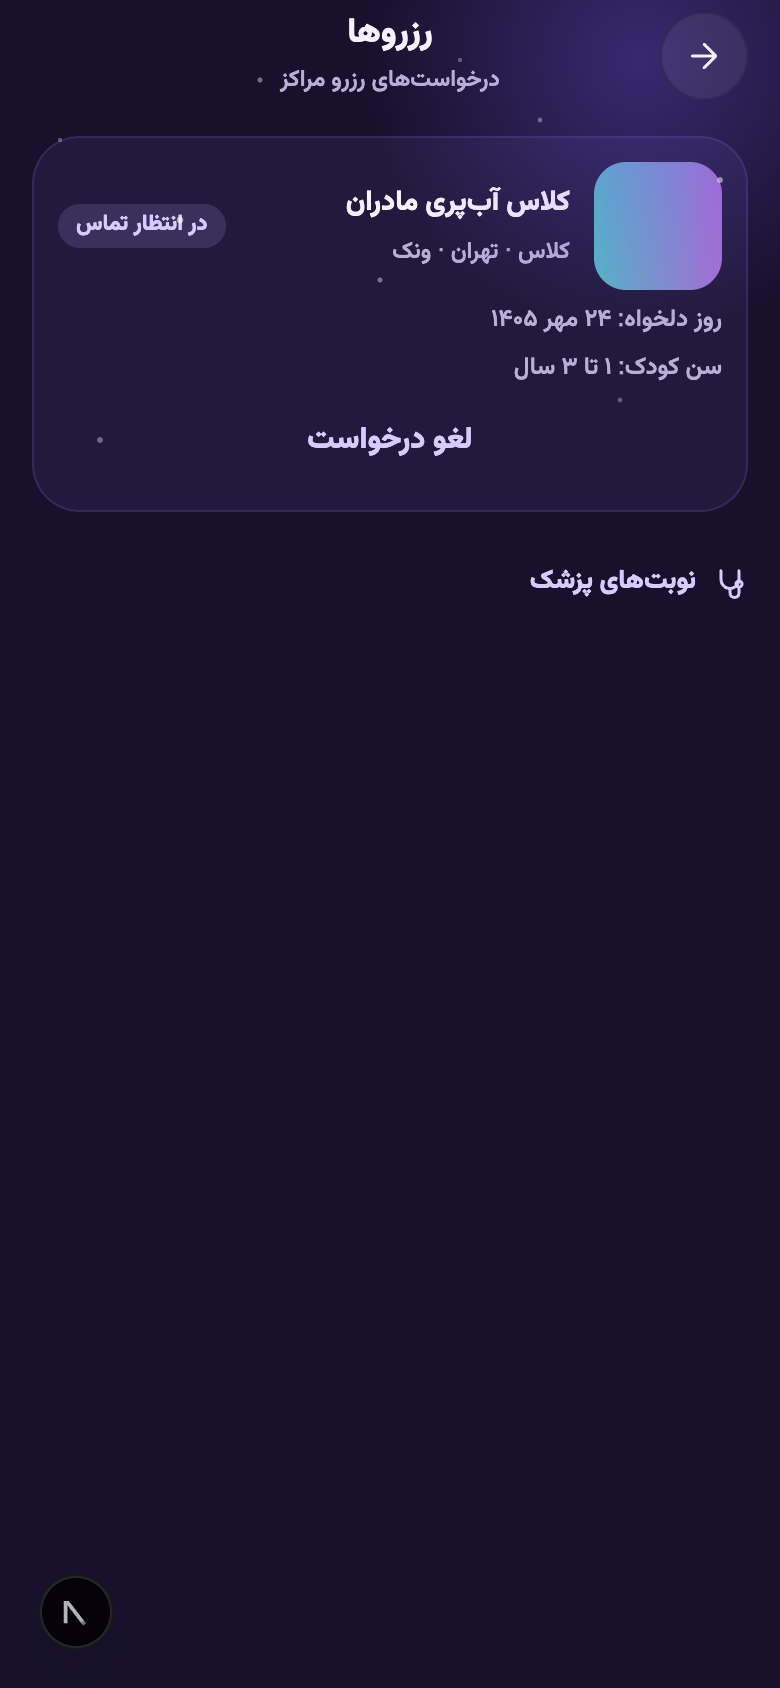 رزروها
درخواست‌های رزرو مراکز
کلاس آب‌پری مادران
در انتظار تماس
کلاس · تهران · ونک
روز دلخواه: ۲۴ مهر ۱۴۰۵
سن کودک: ۱ تا ۳ سال
لغو درخواست
نوبت‌های پزشک